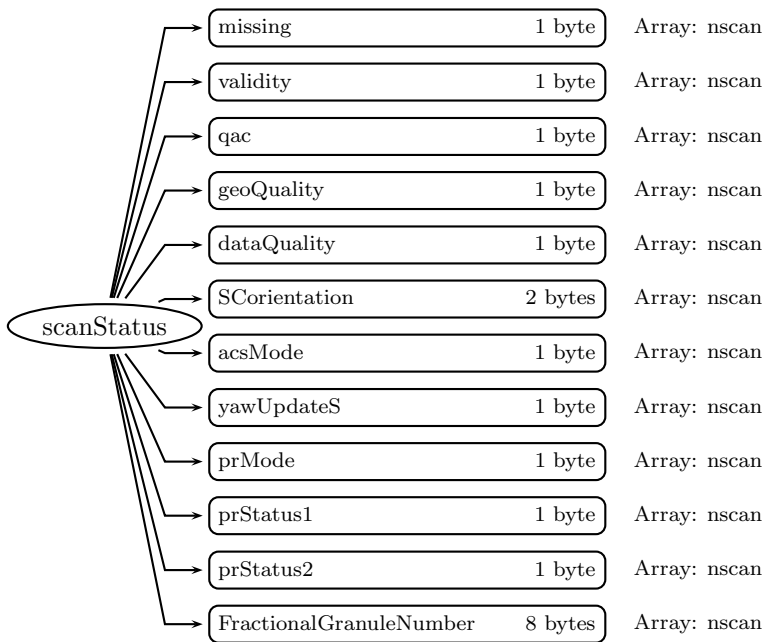 missing 1 byte Array: nscan
validity 1 byte Array: nscan
qac 1 byte Array: nscan
geoQuality 1 byte Array: nscan
dataQuality 1 byte Array: nscan
SCorientation 2 bytes Array: nscan
scanStatus
acsMode 1 byte Array: nscan
yawUpdateS 1 byte Array: nscan
prMode 1 byte Array: nscan
prStatus1 1 byte Array: nscan
prStatus2 1 byte Array: nscan
FractionalGranuleNumber 8 bytes Array: nscan